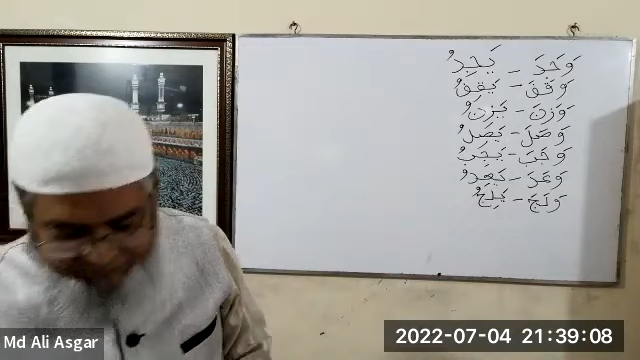 وَجَدَ - يَجِدُ
وَقَفَ - يَقِفُ
وَزَنَ - يَزِنُ
وَصَلَ - يَصِلُ
وَجَبَ - يَجِبُ
وَعَدَ - يَعِدُ
وَلَجَ - يَلِجُ
Md Ali Asgar
2022-07-04 21:39:08